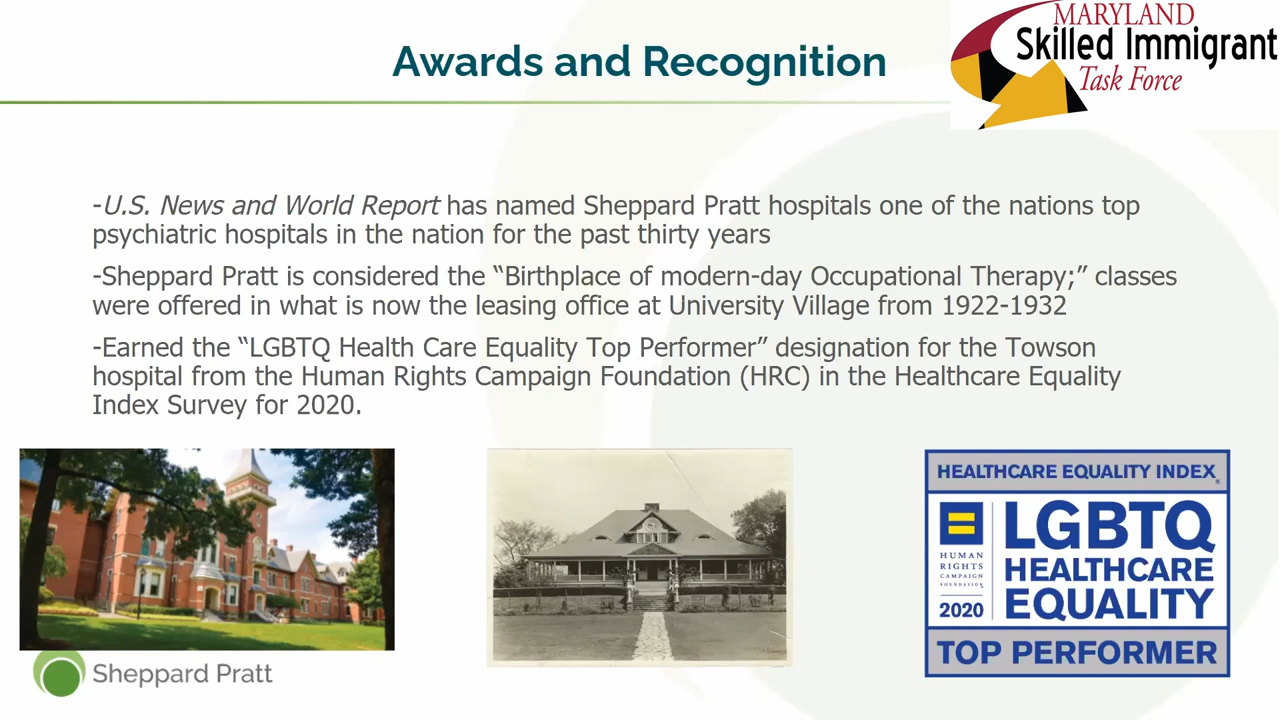 MARYLAND
Skilled Immigrant
Task Force
Awards and Recognition
-U.S. News and World Report has named Sheppard Pratt hospitals one of the nations top
psychiatric hospitals in the nation for the past thirty years
-Sheppard Pratt is considered the “Birthplace of modern-day Occupational Therapy;” classes
were offered in what is now the leasing office at University Village from 1922-1932
-Earned the “LGBTQ Health Care Equality Top Performer” designation for the Towson
hospital from the Human Rights Campaign Foundation (HRC) in the Healthcare Equality
Index Survey for 2020.
HEALTHCARE EQUALITY INDEX®
HUMAN
RIGHTS
CAMPAIGN
FOUNDATION®
2020
LGBTQ
HEALTHCARE
EQUALITY
TOP PERFORMER
Sheppard Pratt